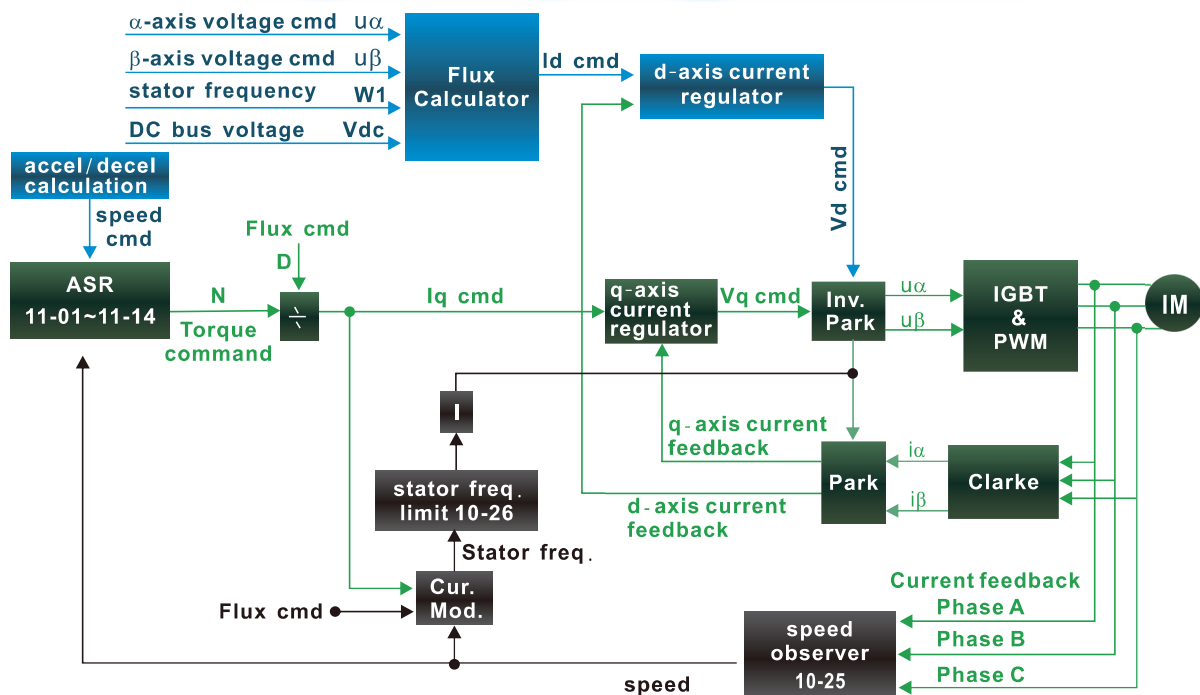 α-axis voltage cmd uα
β-axis voltage cmd uβ
stator frequency W1
DC bus voltage Vdc
Flux
Calculator
Id cmd
d-axis current
regulator
accel/decel
calculation
speed
cmd
Vd cmd
Flux cmd
D
ASR
11-01~11-14
N
Torque
command
÷
Iq cmd
q-axis
current
regulator
Vq cmd
Inv.
Park
uα
uβ
IGBT
&
PWM
IM
I
q-axis current
feedback
Park
iα
iβ
Clarke
stator freq.
limit 10-26
d-axis current
feedback
Stator freq.
Cur.
Mod.
Flux cmd
Current feedback
Phase A
Phase B
Phase C
speed
observer
10-25
speed